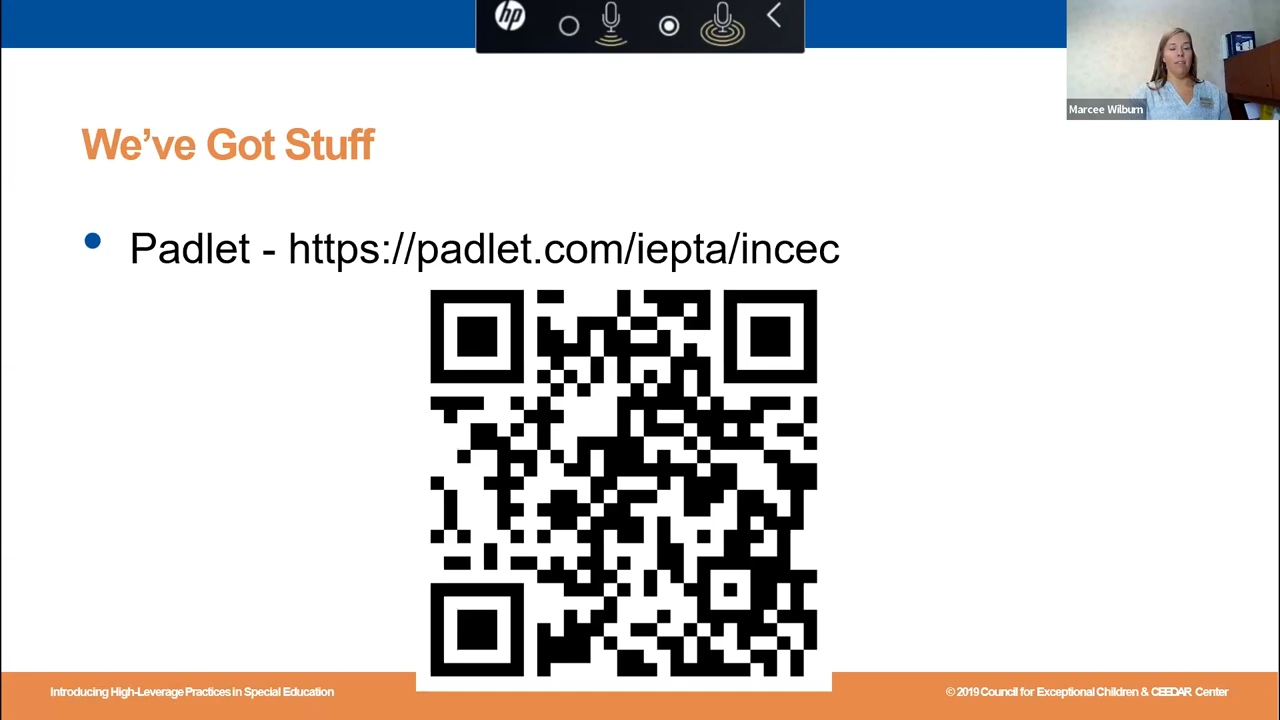 hp
Marcee Wilburn
We've Got Stuff
• Padlet - https://padlet.com/iepta/incec
Introducing High-Leverage Practices in Special Education
© 2019 Council for Exceptional Children & CEEDAR Center